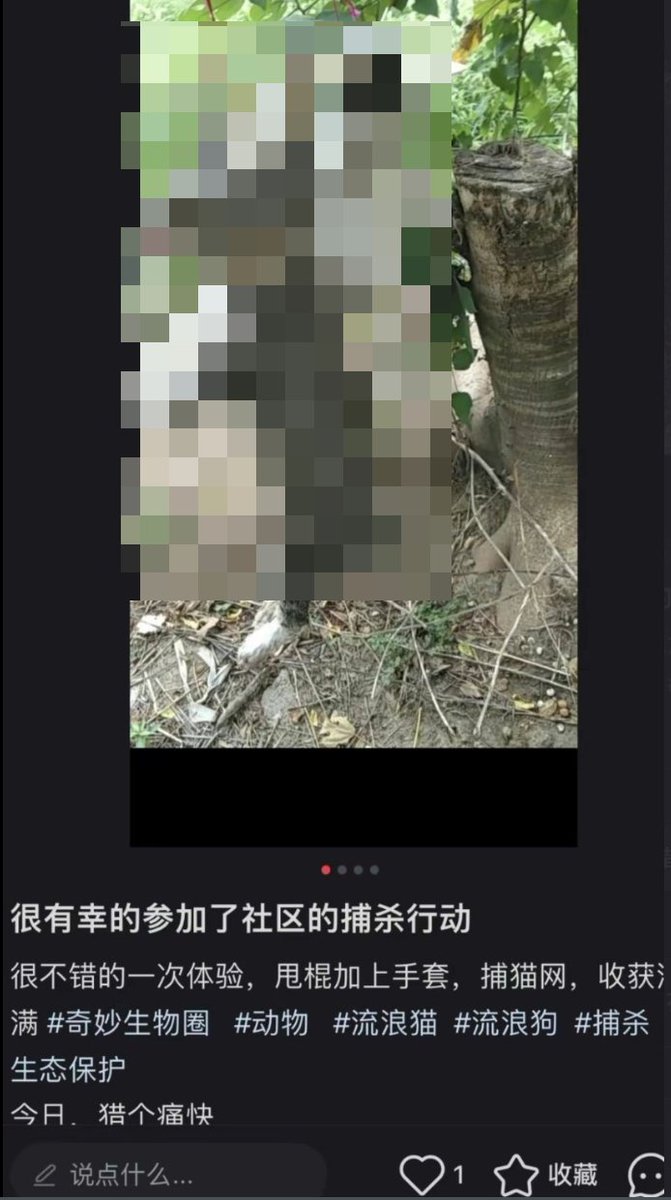 很有幸的参加了社区的捕杀行动
很不错的一次体验，甩棍加上手套，捕猫网，收获
满 #奇妙生物圈 #动物 #流浪猫 #流浪狗 #捕杀
生态保护
今日，猎个痛快
说点什么... 1 收藏